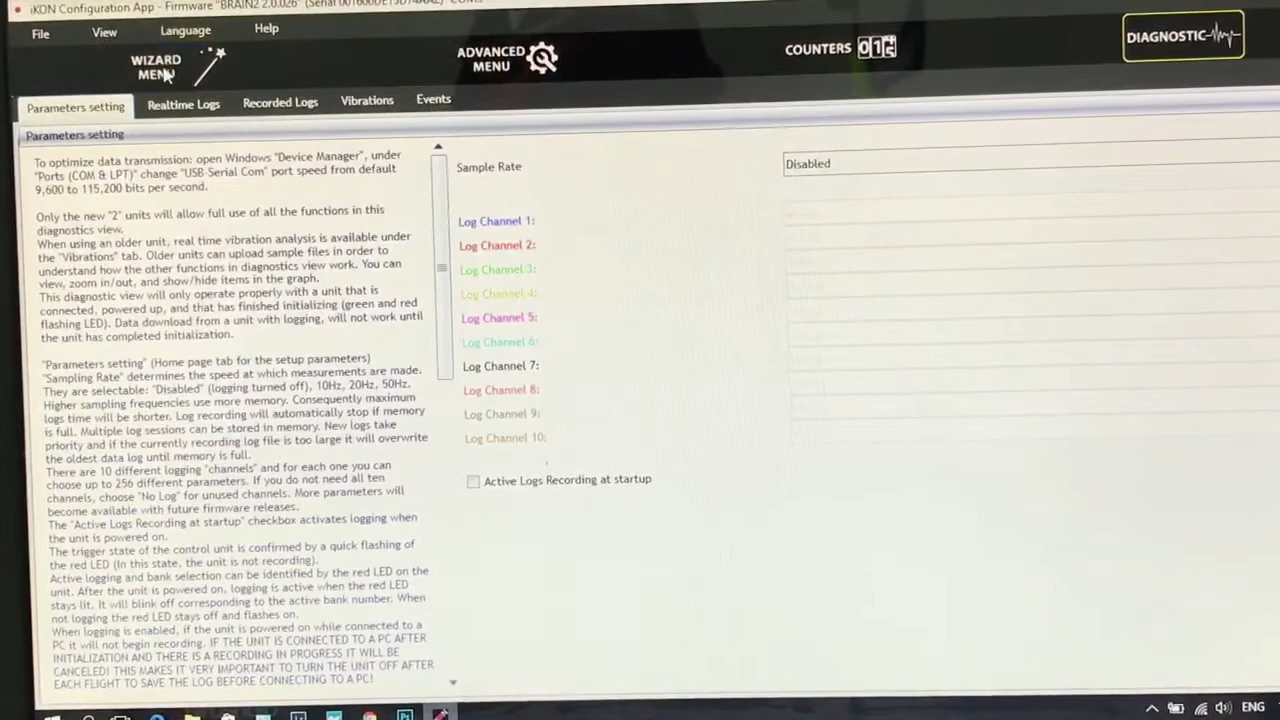 iKON Configuration App - Firmware "BRAIN2 2.0.026"
File View Language Help
WIZARD
MENU
ADVANCED
MENU
COUNTERS
DIAGNOSTIC
Parameters setting Realtime Logs Recorded Logs Vibrations Events
Parameters setting
To optimize data transmission: open Windows "Device Manager", under
"Ports (COM & LPT)" change "USB-Serial Com" port speed from default
9,600 to 115,200 bits per second.
Only the new "2" units will allow full use of all the functions in this
diagnostics view.
When using an older unit, real time vibration analysis is available under
the "Vibrations" tab. Older units can upload sample files in order to
understand how the other functions in diagnostics view work. You can
view, zoom in/out, and show/hide items in the graph.
This diagnostic view will only operate properly with a unit that is
connected, powered up, and that has finished initializing (green and red
flashing LED). Data download from a unit with logging, will not work until
the unit has completed initialization.
"Parameters setting" (Home page tab for the setup parameters)
"Sampling Rate" determines the speed at which measurements are made.
They are selectable: "Disabled" (logging turned off), 10Hz, 20Hz, 50Hz.
Higher sampling frequencies use more memory. Consequently maximum
logs time will be shorter. Log recording will automatically stop if memory
is full. Multiple log sessions can be stored in memory. New logs take
priority and if the currently recording log file is too large it will overwrite
the oldest data log until memory is full.
There are 10 different logging "channels" and for each one you can
choose up to 256 different parameters. If you do not need all ten
channels, choose "No Log" for unused channels. More parameters will
become available with future firmware releases.
The "Active Logs Recording at startup" checkbox activates logging when
the unit is powered on.
The trigger state of the control unit is confirmed by a quick flashing of
the red LED (In this state, the unit is not recording).
Active logging and bank selection can be identified by the red LED on the
unit. After the unit is powered on, logging is active when the red LED
stays lit. It will blink off corresponding to the active bank number. When
not logging the red LED stays off and flashes on.
When logging is enabled, if the unit is powered on while connected to a
PC it will not begin recording. IF THE UNIT IS CONNECTED TO A PC AFTER
INITIALIZATION AND THERE IS A RECORDING IN PROGRESS IT WILL BE
CANCELED! THIS MAKES IT VERY IMPORTANT TO TURN THE UNIT OFF AFTER
EACH FLIGHT TO SAVE THE LOG BEFORE CONNECTING TO A PC!
Sample Rate
Disabled
Log Channel 1:
Log Channel 2:
Log Channel 3:
Log Channel 4:
Log Channel 5:
Log Channel 6:
Log Channel 7:
Log Channel 8:
Log Channel 9:
Log Channel 10:
Active Logs Recording at startup
ENG